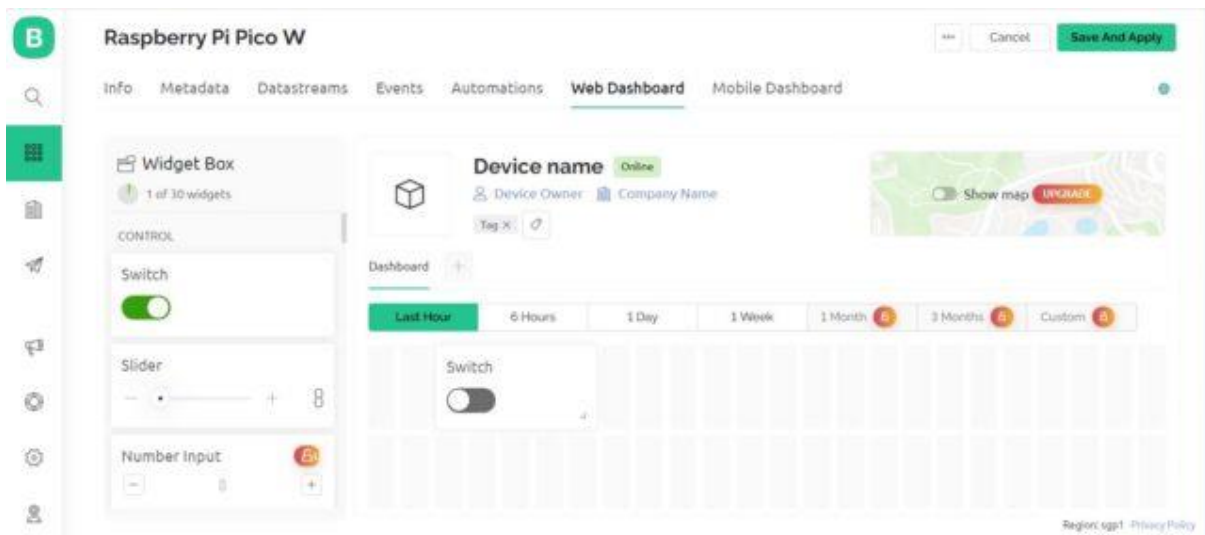 B
Raspberry Pi Pico W
Cancel
Save And Apply
Info Metadata Datastreams Events Automations Web Dashboard Mobile Dashboard
Widget Box
1 of 30 widgets
CONTROL
Switch
Slider
8
Number Input
Device name Online
Device Owner Company Name
Tag ×
Show map UPGRADE
Dashboard +
Last Hour 6 Hours 1 Day 1 Week 1 Month 3 Months Custom
Switch
Region: sgp1 Privacy Policy